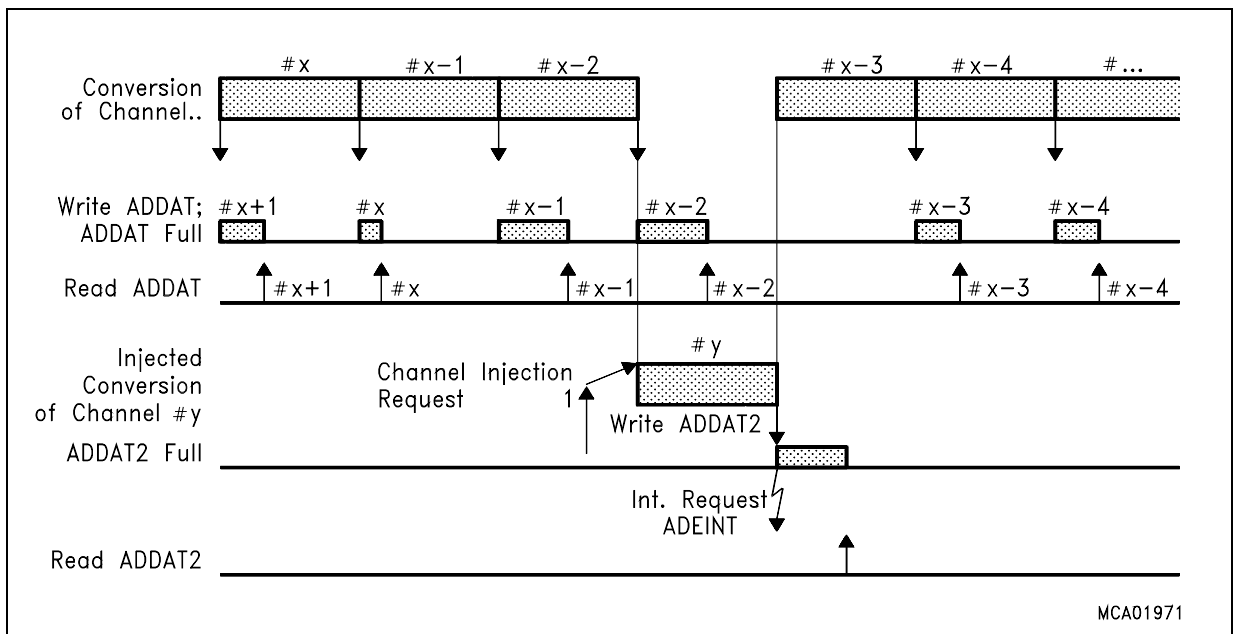 #x #x-1 #x-2 #x-3 #x-4 #...
Conversion
of Channel..
Write ADDAT;
ADDAT Full
#x+1 #x #x-1 #x-2 #x-3 #x-4
Read ADDAT
#x+1 #x #x-1 #x-2 #x-3 #x-4
Injected
Conversion
of Channel #y
#y
Channel Injection
Request 1
Write ADDAT2
ADDAT2 Full
Int. Request
ADEINT
Read ADDAT2
MCA01971